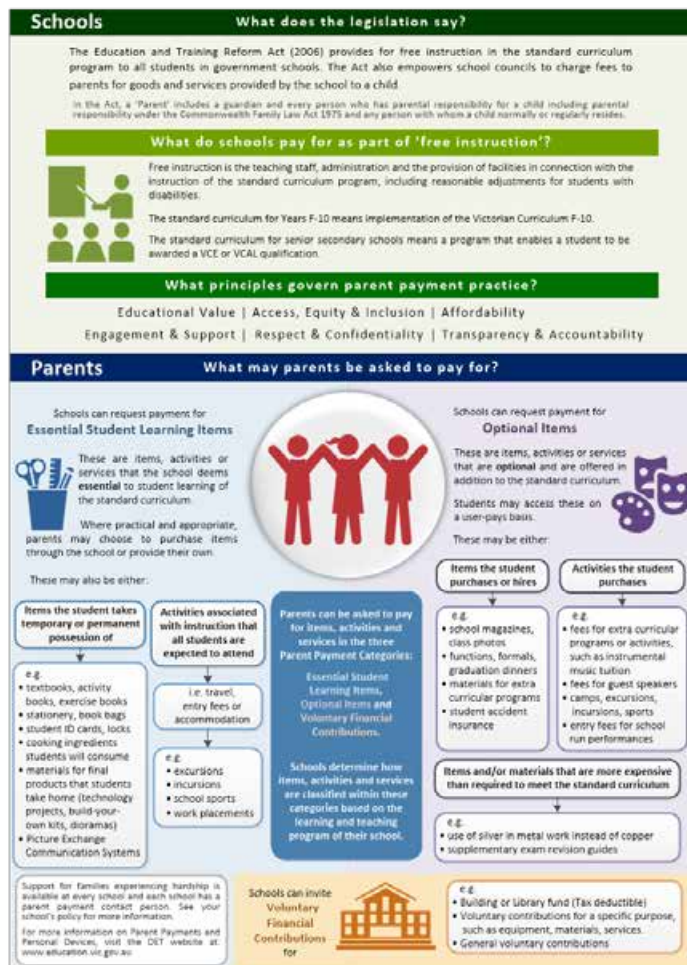 Schools
What does the legislation say?
The Education and Training Reform Act (2006) provides for free instruction in the standard curriculum
program to all students in government schools. The Act also empowers school councils to charge fees to
parents for goods and services provided by the school to a child.
In the Act, a 'Parent' includes a guardian and every person who has parental responsibility for a child including parental
responsibility under the Commonwealth Family Law Act 1975 and any person with whom a child normally or regularly resides.
What do schools pay for as part of 'free instruction'?
Free instruction is the teaching staff, administration and the provision of facilities in connection with the
instruction of the standard curriculum program, including reasonable adjustments for students with
disabilities.
The standard curriculum for Years F-10 means implementation of the Victorian Curriculum F-10.
The standard curriculum for senior secondary schools means a program that enables a student to be
awarded a VCE or VCAL qualification.
What principles govern parent payment practice?
Educational Value | Access, Equity & Inclusion | Affordability
Engagement & Support | Respect & Confidentiality | Transparency & Accountability
Parents
What may parents be asked to pay for?
Schools can request payment for
Essential Student Learning Items
These are items, activities or
services that the school deems
essential to student learning of
the standard curriculum.
Where practical and appropriate,
parents may choose to purchase items
through the school or provide their own.
These may also be either:
Items the student takes
temporary or permanent
possession of
e.g.
• textbooks, activity
books, exercise books
• stationery, book bags
• student ID cards, locks
• cooking ingredients
students will consume
• materials for final
products that students
take home (technology
projects, build-your-
own kits, dioramas)
• Picture Exchange
Communication Systems
Activities associated
with instruction that
all students are
expected to attend
i.e. travel,
entry fees or
accommodation
e.g.
• excursions
• incursions
• school sports
• work placements
Parents can be asked to pay
for items, activities and
services in the three
Parent Payment Categories:
Essential Student
Learning Items,
Optional Items and
Voluntary Financial
Contributions.
Schools determine how
items, activities and services
are classified within these
categories based on the
learning and teaching
program of their school.
Schools can request payment for
Optional Items
These are items, activities or services
that are optional and are offered in
addition to the standard curriculum.
Students may access these on
a user-pays basis.
These may be either:
Items the student
purchases or hires
e.g.
• school magazines,
class photos
• functions, formals,
graduation dinners
• materials for extra
curricular programs
• student accident
insurance
Activities the student
purchases
e.g.
• fees for extra curricular
programs or activities,
such as instrumental
music tuition
• fees for guest speakers
• camps, excursions,
incursions, sports
• entry fees for school
run performances
Items and/or materials that are more expensive
than required to meet the standard curriculum
e.g.
• use of silver in metal work instead of copper
• supplementary exam revision guides
Support for families experiencing hardship is
available at every school and each school has a
parent payment contact person. See your
school's policy for more information.
For more information on Parent Payments and
Personal Devices, visit the DET website at:
www.education.vic.gov.au
Schools can invite
Voluntary
Financial
Contributions
for
e.g.
• Building or Library fund (Tax deductible)
• Voluntary contributions for a specific purpose,
such as equipment, materials, services.
• General voluntary contributions